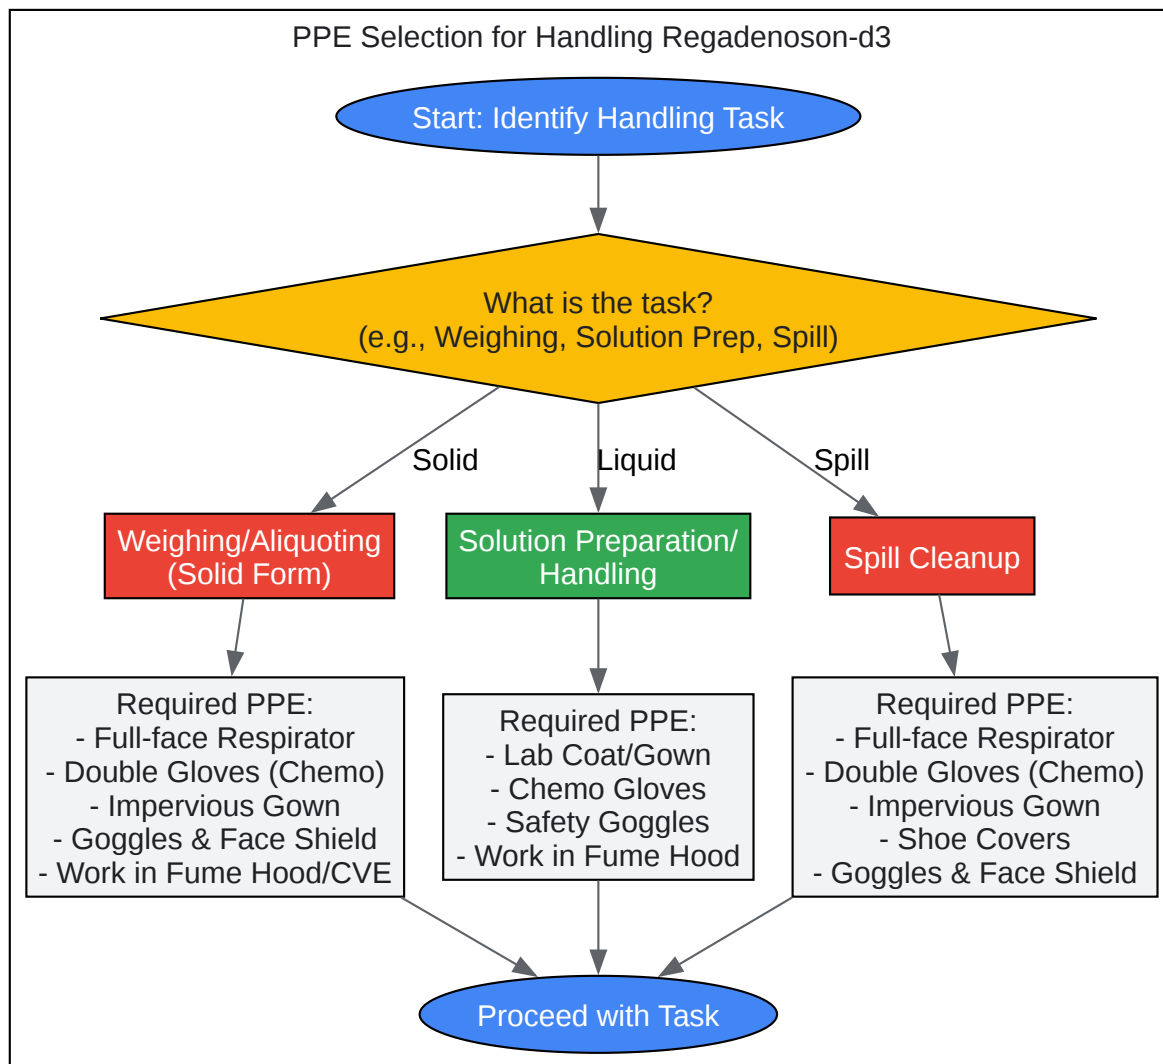 PPE Selection for Handling Regadenoson-d3
Start: Identify Handling Task
What is the task?
(e.g., Weighing, Solution Prep, Spill)
Solid
Liquid
Spill
Weighing/Aliquoting
(Solid Form)
Solution Preparation/
Handling
Spill Cleanup
Required PPE:
- Full-face Respirator
- Double Gloves (Chemo)
- Impervious Gown
- Goggles & Face Shield
- Work in Fume Hood/CVE
Required PPE:
- Lab Coat/Gown
- Chemo Gloves
- Safety Goggles
- Work in Fume Hood
Required PPE:
- Full-face Respirator
- Double Gloves (Chemo)
- Impervious Gown
- Shoe Covers
- Goggles & Face Shield
Proceed with Task